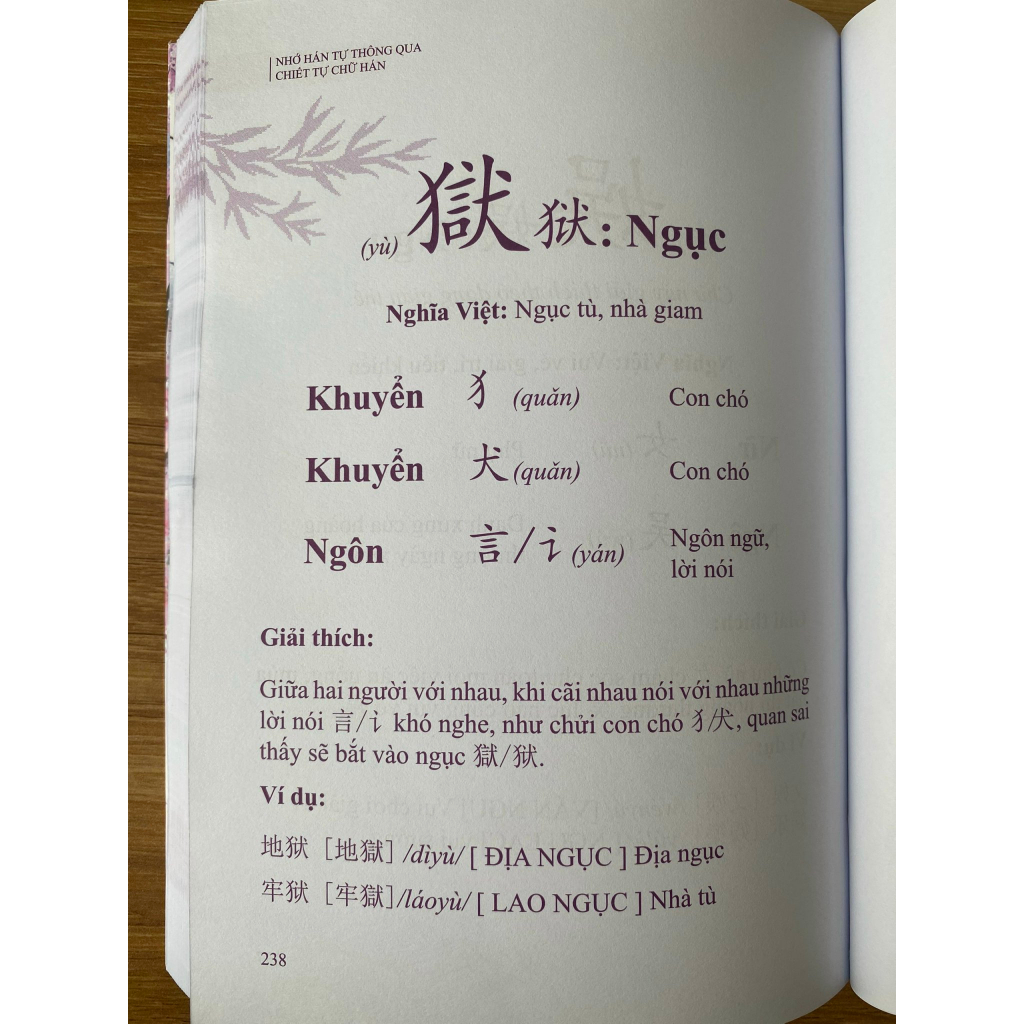 NHỚ HÁN TỰ THÔNG QUA
CHIẾT TỰ CHỮ HÁN
(yù) 獄 狱: Ngục
Nghĩa Việt: Ngục tù, nhà giam
Khuyển 犭 (quǎn) Con chó
Khuyển 犬 (quǎn) Con chó
Ngôn 言/讠 (yán) Ngôn ngữ,
lời nói
Giải thích:
Giữa hai người với nhau, khi cãi nhau nói với nhau những
lời nói 言/讠 khó nghe, như chửi con chó 犭/犬, quan sai
thấy sẽ bắt vào ngục 獄/狱.
Ví dụ:
地狱 [地獄] /dìyù/ [ ĐỊA NGỤC ] Địa ngục
牢狱 [牢獄] /láoyù/ [ LAO NGỤC ] Nhà tù
238